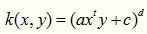 k(x, y) = (ax^t y + c)^d